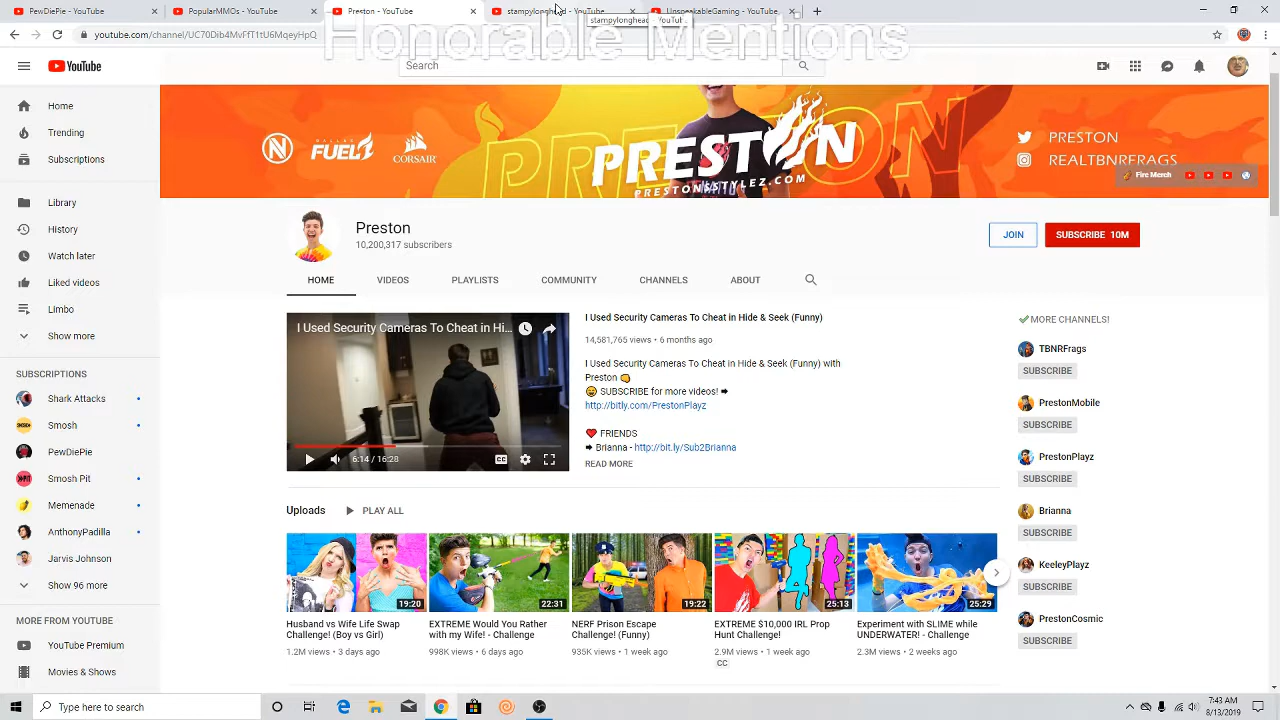 PewDiePie - YouTube
PopularMMOs - YouTube
Preston - YouTube
stampylonghead - YouTube
UnspeakableGaming - YouTube
stampylonghead - YouTube
Honorable Mentions
YouTube
Search
Home
Trending
Library
History
Watch later
Liked videos
Limbox
Show more
SUBSCRIPTIONS
Slask Attacks
Smosh
PewDiePie
Smosh Pit
Memenade
AnthonyPadilla
Jayden Johnson
Show 96 more
MORE FROM YOUTUBE
YouTube Premium
Movies & Shows
PRESTON
PRESTONSSTYLEZ.COM
DALLAS
FUEL
CORSAIR
PRESTON
REALTBNRFRAGS
Fire Merch
Preston
10,200,317 subscribers
JOIN
SUBSCRIBE 10M
HOME
VIDEOS
PLAYLISTS
COMMUNITY
CHANNELS
ABOUT
I Used Security Cameras To Cheat in Hi...
6:14 / 16:28
I Used Security Cameras To Cheat in Hide & Seek (Funny)
14,581,765 views • 6 months ago
I Used Security Cameras To Cheat in Hide & Seek (Funny) with
Preston
SUBSCRIBE for more videos!
http://bitly.com/PrestonPlayz
FRIENDS
Brianna - http://bit.ly/Sub2Brianna
READ MORE
MORE CHANNELS!
TBNRFrags
SUBSCRIBE
PrestonMobile
SUBSCRIBE
PrestonPlayz
SUBSCRIBE
Brianna
SUBSCRIBE
KeeleyPlayz
SUBSCRIBE
PrestonCosmic
SUBSCRIBE
Uploads
PLAY ALL
19:20
22:31
19:22
25:13
25:29
Husband vs Wife Life Swap
Challenge! (Boy vs Girl)
1.2M views • 3 days ago
EXTREME Would You Rather
with my Wife! - Challenge
998K views • 6 days ago
NERF Prison Escape
Challenge! (Funny)
935K views • 1 week ago
EXTREME $10,000 IRL Prop
Hunt Challenge!
2.9M views • 1 week ago
CC
Experiment with SLIME while
UNDERWATER! - Challenge
2.3M views • 2 weeks ago
Type here to search
7:43 AM
8/13/2019